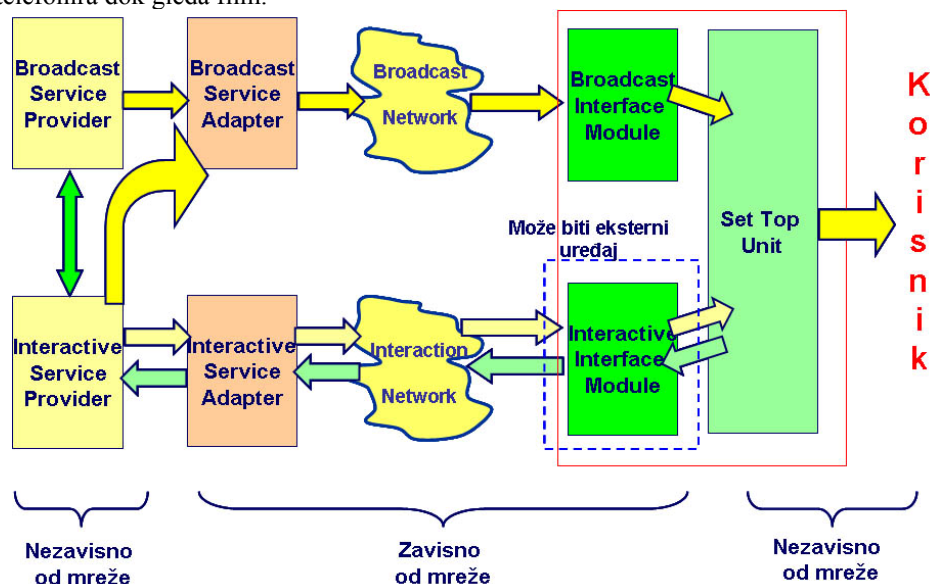 telefonira dok gleda film.
Broadcast
Service
Provider
Broadcast
Service
Adapter
Broadcast
Network
Broadcast
Interface
Module
Set Top
Unit
Korisnik
Može biti eksterni
uređaj
Interactive
Service
Provider
Interactive
Service
Adapter
Interaction
Network
Interactive
Interface
Module
Nezavisno
od mreže
Zavisno
od mreže
Nezavisno
od mreže